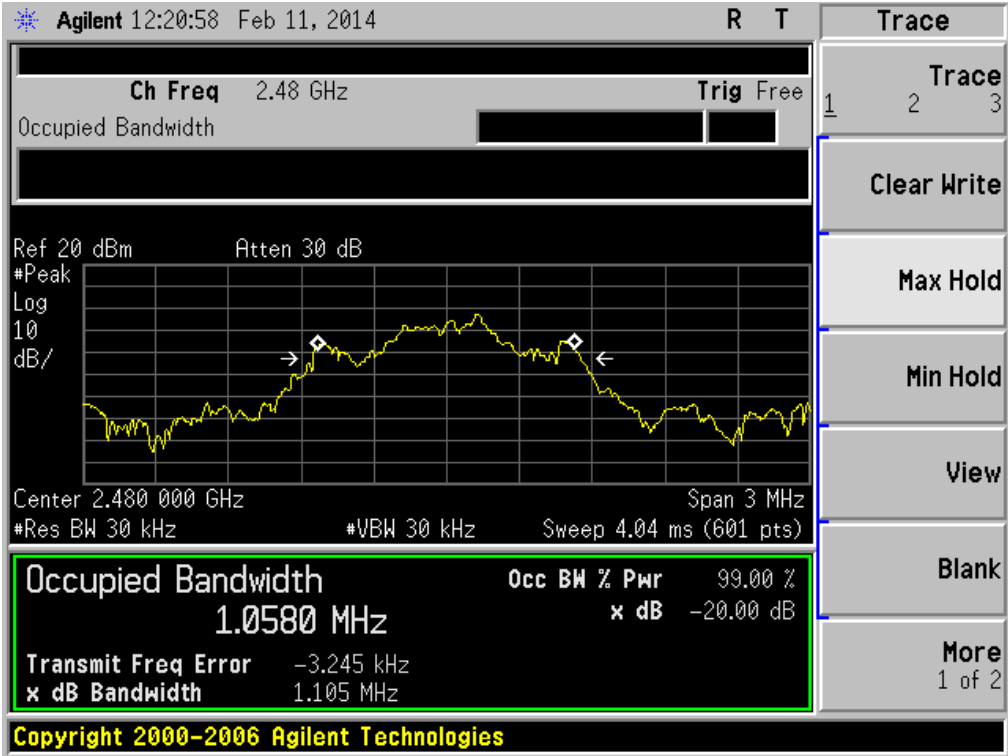 Agilent 12:20:58 Feb 11, 2014 R T
Trace
Ch Freq 2.48 GHz Trig Free
Occupied Bandwidth
Trace
1 2 3
Clear Write
Max Hold
Min Hold
View
Blank
More
1 of 2
Ref 20 dBm Atten 30 dB
#Peak
Log
10
dB/
Center 2.480 000 GHz Span 3 MHz
#Res BW 30 kHz #VBW 30 kHz Sweep 4.04 ms (601 pts)
Occupied Bandwidth Occ BW % Pwr 99.00 %
1.0580 MHz x dB -20.00 dB
Transmit Freq Error -3.245 kHz
x dB Bandwidth 1.105 MHz
Copyright 2000-2006 Agilent Technologies